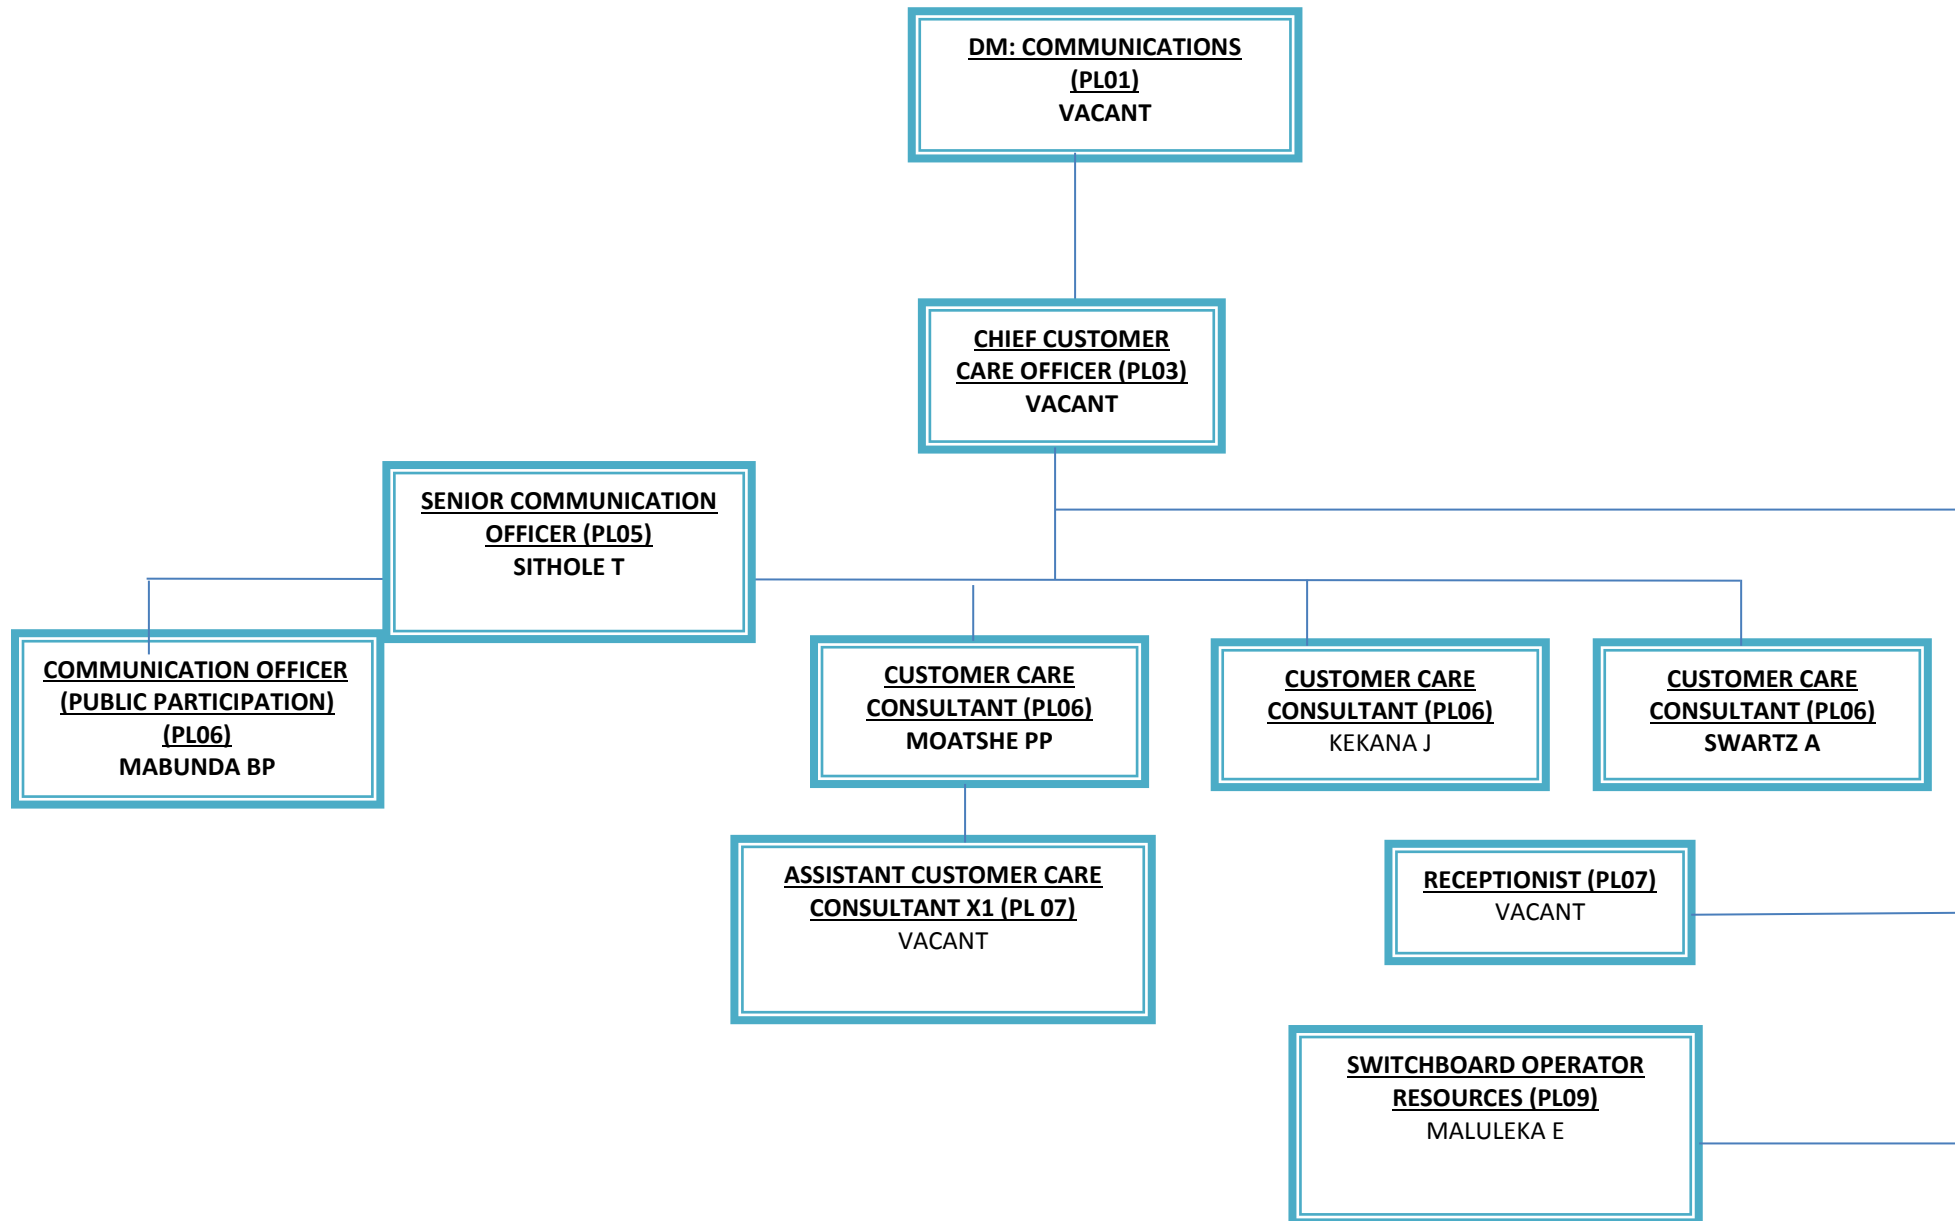 DM: COMMUNICATIONS
(PL01)
VACANT
CHIEF CUSTOMER
CARE OFFICER (PL03)
VACANT
SENIOR COMMUNICATION
OFFICER (PL05)
SITHOLE T
COMMUNICATION OFFICER
(PUBLIC PARTICIPATION)
(PL06)
MABUNDA BP
CUSTOMER CARE
CONSULTANT (PL06)
MOATSHE PP
CUSTOMER CARE
CONSULTANT (PL06)
KEKANA J
CUSTOMER CARE
CONSULTANT (PL06)
SWARTZ A
ASSISTANT CUSTOMER CARE
CONSULTANT X1 (PL 07)
VACANT
RECEPTIONIST (PL07)
VACANT
SWITCHBOARD OPERATOR
RESOURCES (PL09)
MALULEKA E